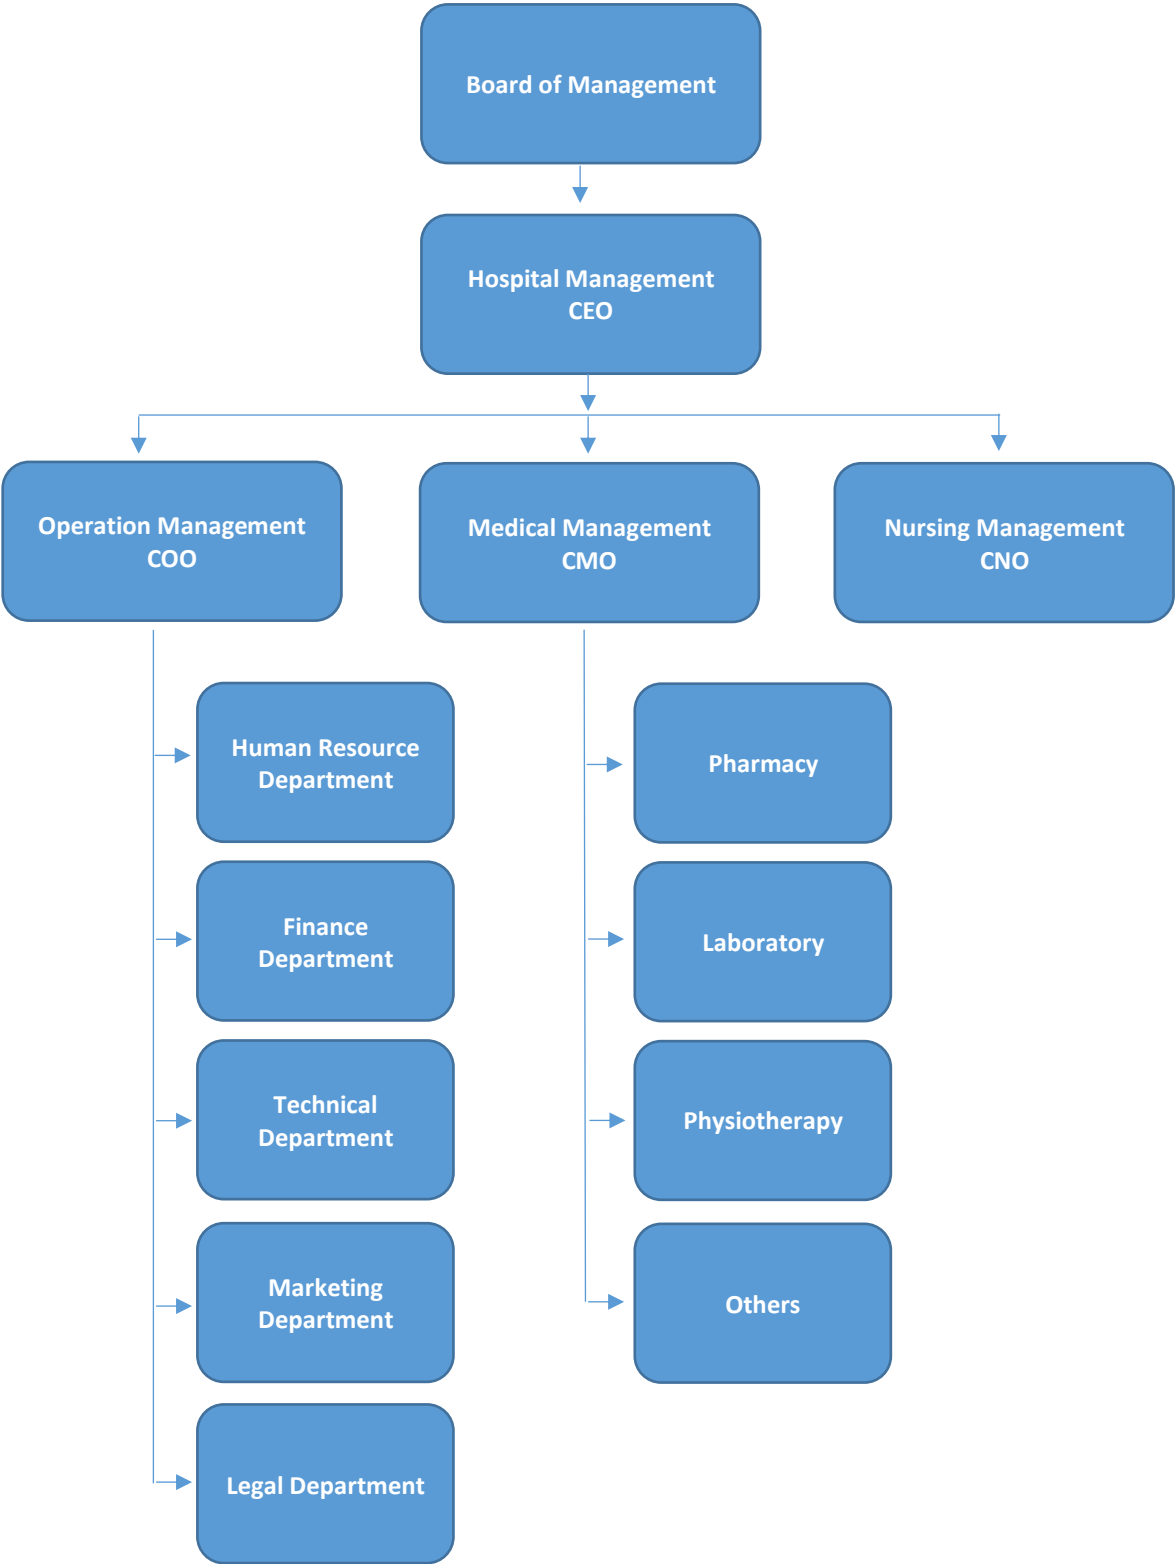 Board of Management
Hospital Management
CEO
Operation Management
COO
Medical Management
CMO
Nursing Management
CNO
Human Resource
Department
Finance
Department
Technical
Department
Marketing
Department
Legal Department
Pharmacy
Laboratory
Physiotherapy
Others